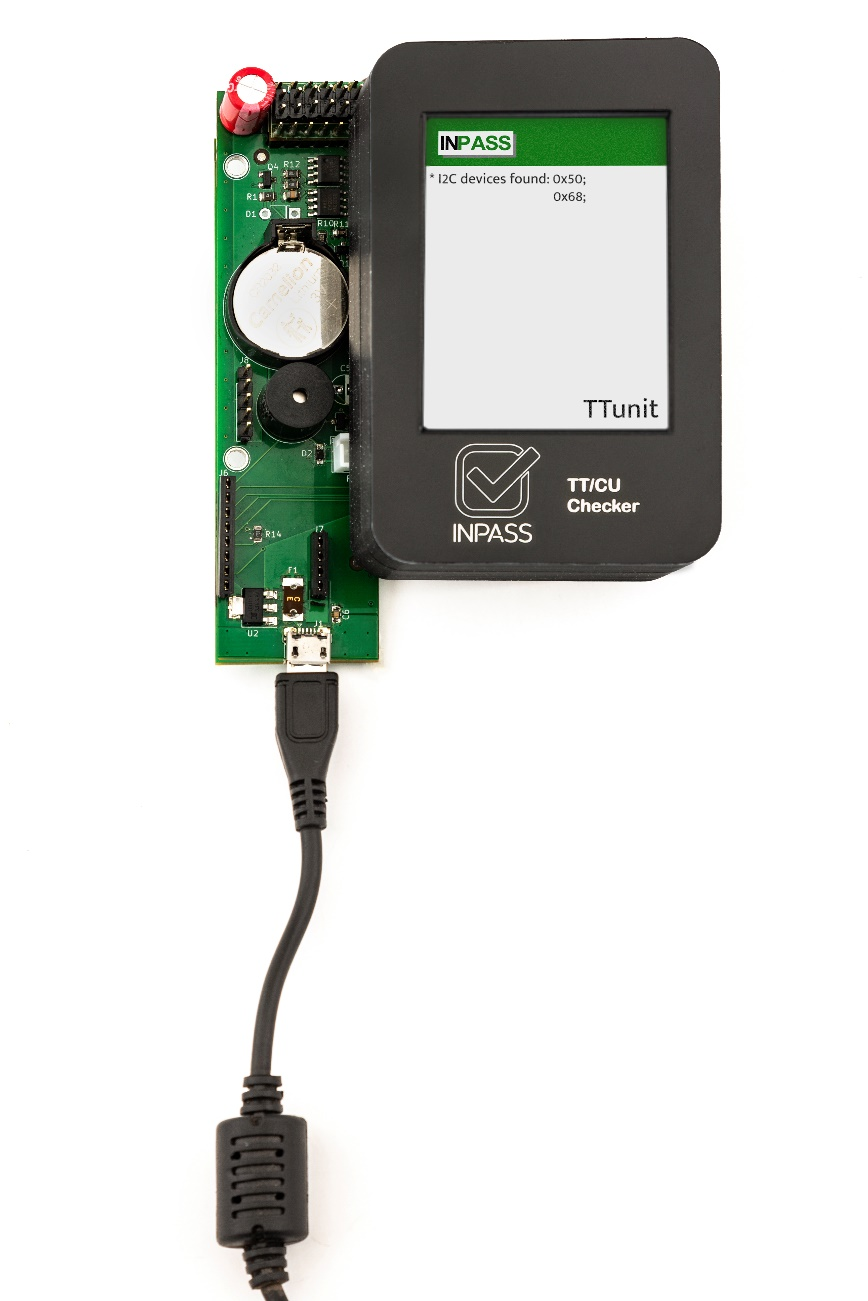 INPASS
* I2C devices found: 0x50;
0x68;
TTunit
INPASS
TT/CU
Checker
D4
R12
D1
R10
R11
Camelion
J8
D2
J6
R14
J7
F1
C6
U2
J1